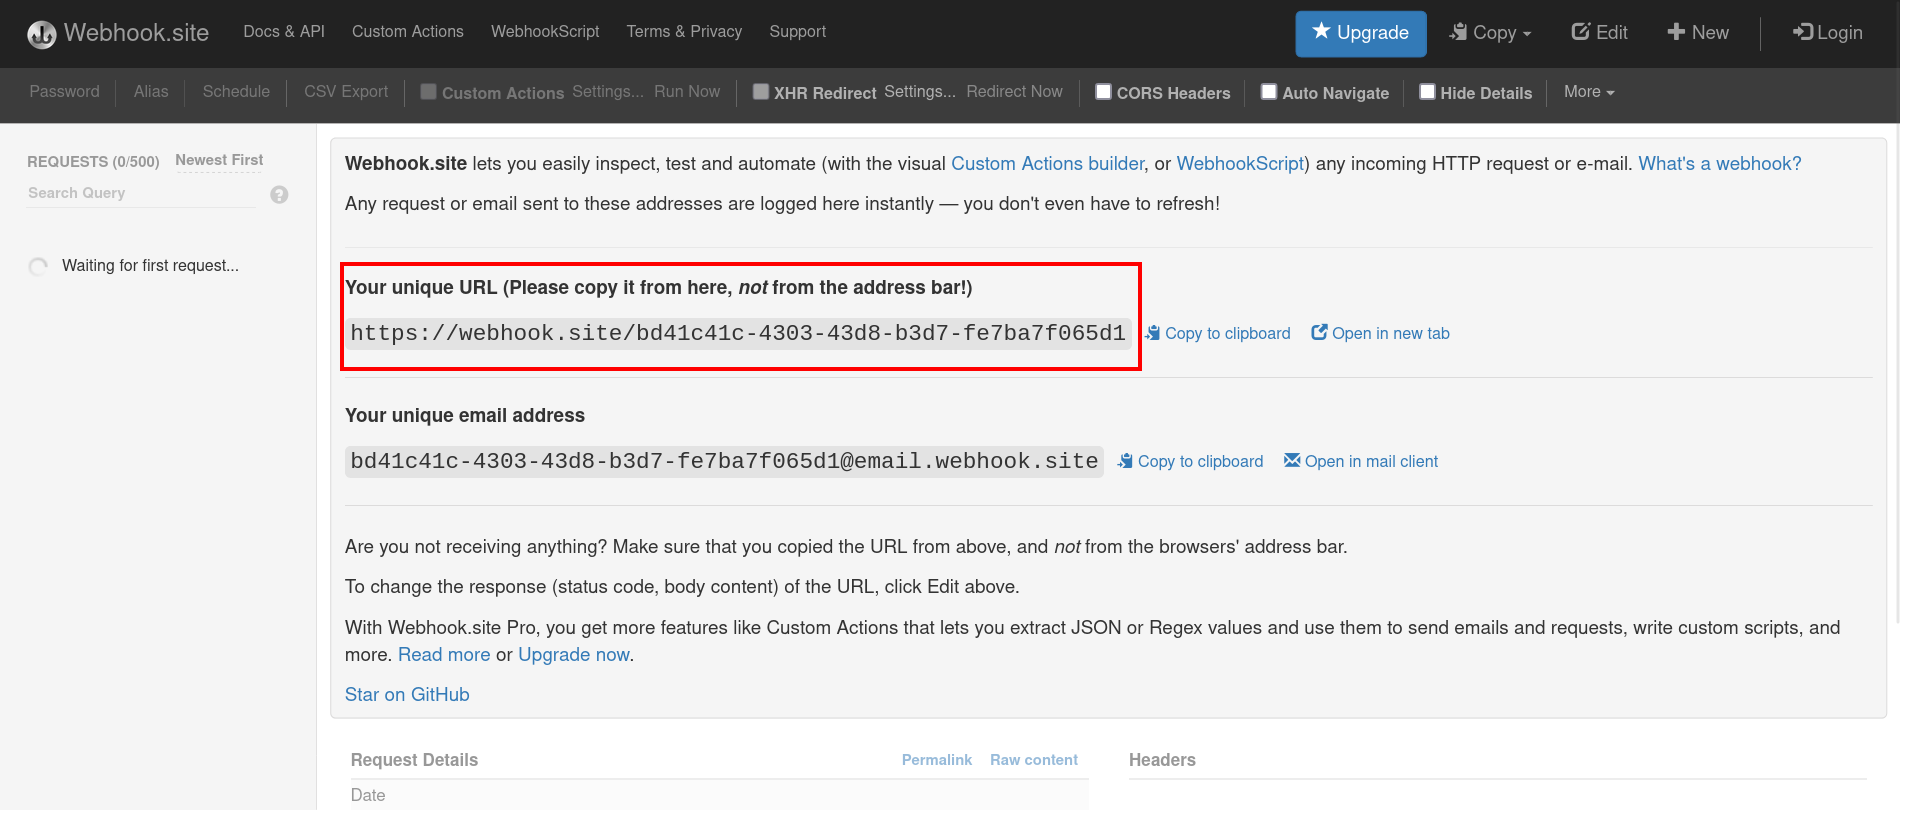 Webhook.site Docs & API Custom Actions WebhookScript Terms & Privacy Support Upgrade Copy Edit New Login
Password Alias Schedule CSV Export Custom Actions Settings... Run Now XHR Redirect Settings... Redirect Now CORS Headers Auto Navigate Hide Details More
REQUESTS (0/500) Newest First
Search Query ?
Waiting for first request...
Webhook.site lets you easily inspect, test and automate (with the visual Custom Actions builder, or WebhookScript) any incoming HTTP request or e-mail. What's a webhook?
Any request or email sent to these addresses are logged here instantly — you don't even have to refresh!
Your unique URL (Please copy it from here, not from the address bar!)
https://webhook.site/bd41c41c-4303-43d8-b3d7-fe7ba7f065d1 Copy to clipboard Open in new tab
Your unique email address
bd41c41c-4303-43d8-b3d7-fe7ba7f065d1@email.webhook.site Copy to clipboard Open in mail client
Are you not receiving anything? Make sure that you copied the URL from above, and not from the browsers' address bar.
To change the response (status code, body content) of the URL, click Edit above.
With Webhook.site Pro, you get more features like Custom Actions that lets you extract JSON or Regex values and use them to send emails and requests, write custom scripts, and
more. Read more or Upgrade now.
Star on GitHub
Request Details Permalink Raw content Headers
Date